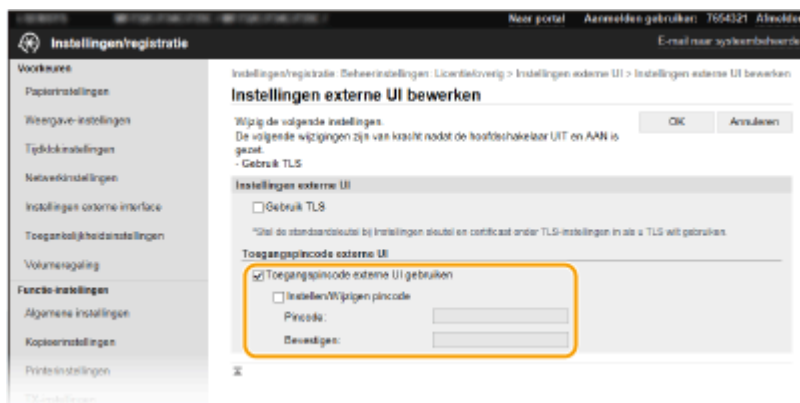 Naar portal Aanmelden gebruiker: 7654321 Afmelden
Instellingen/registratie
E-mail naar systeembeheerde
Voorkeuren
Papierinstellingen
Weergave-instellingen
Tijdklokinstellingen
Netwerkinstellingen
Instellingen externe interface
Toegankelijkheidsinstellingen
Volumeregeling
Functie-instellingen
Algemene instellingen
Kopieerinstellingen
Printerinstellingen
Instellingen/registratie: Beheerinstellingen: Licentie/overig > Instellingen externe UI > Instellingen externe UI bewerken
Instellingen externe UI bewerken
Wijzig de volgende instellingen.
De volgende wijzigingen zijn van kracht nadat de hoofdschakelaar UIT en AAN is
gezet.
- Gebruik TLS
OK Annuleren
Instellingen externe UI
Gebruik TLS
*Stel de standaardsleutel bij Instellingen sleutel en certificaat onder TLS-instellingen in als u TLS wilt gebruiken.
Toegangspincode externe UI
Toegangspincode externe UI gebruiken
Instellen/Wijzigen pincode
Pincode:
Bevestigen: